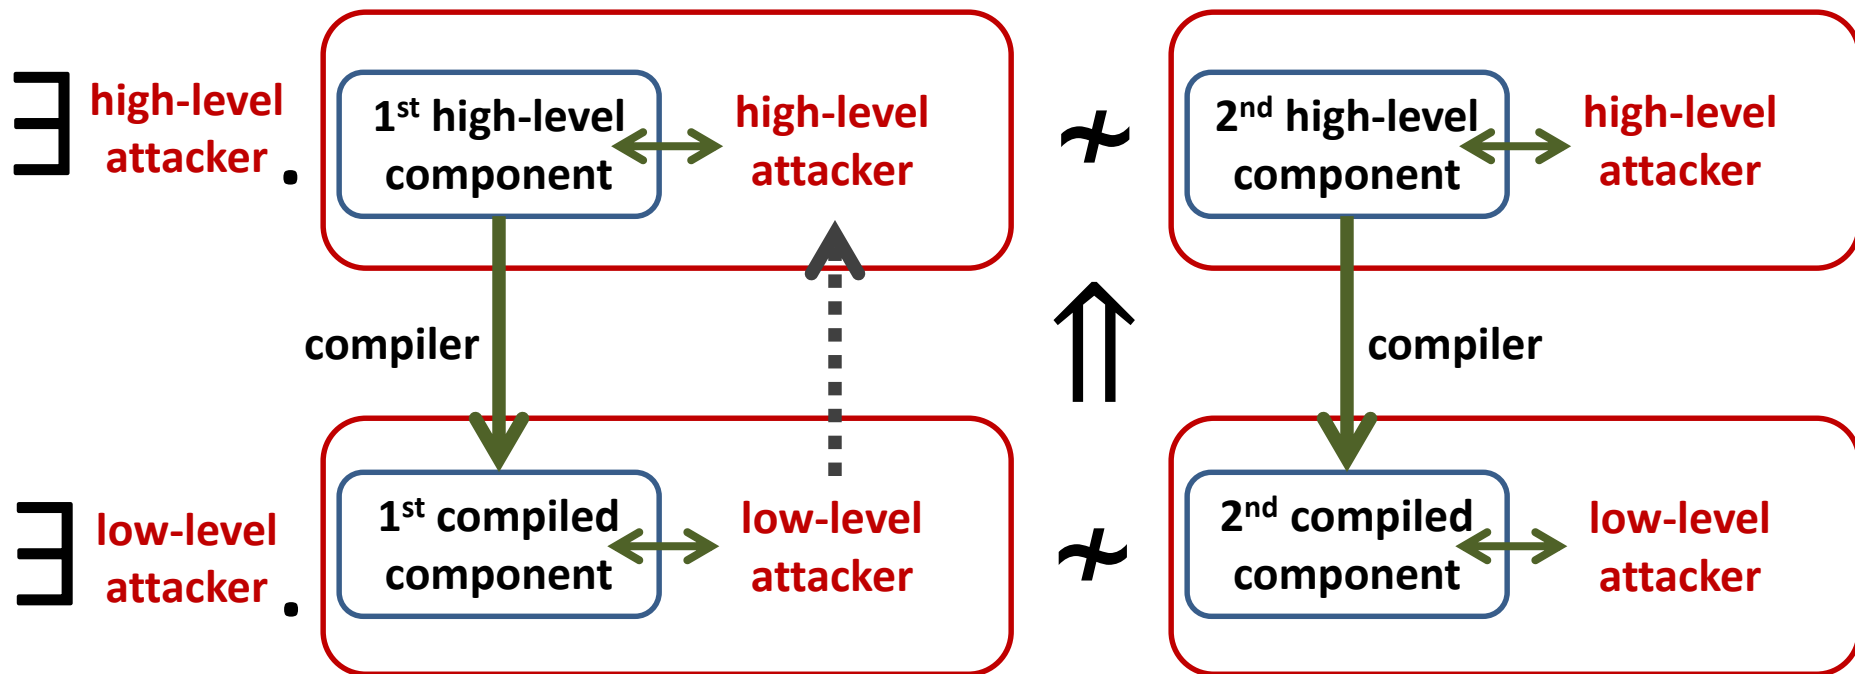 ∃ high-level attacker .
1st high-level component
high-level attacker
≁
2nd high-level component
high-level attacker
compiler
⇑
compiler
∃ low-level attacker .
1st compiled component
low-level attacker
≁
2nd compiled component
low-level attacker